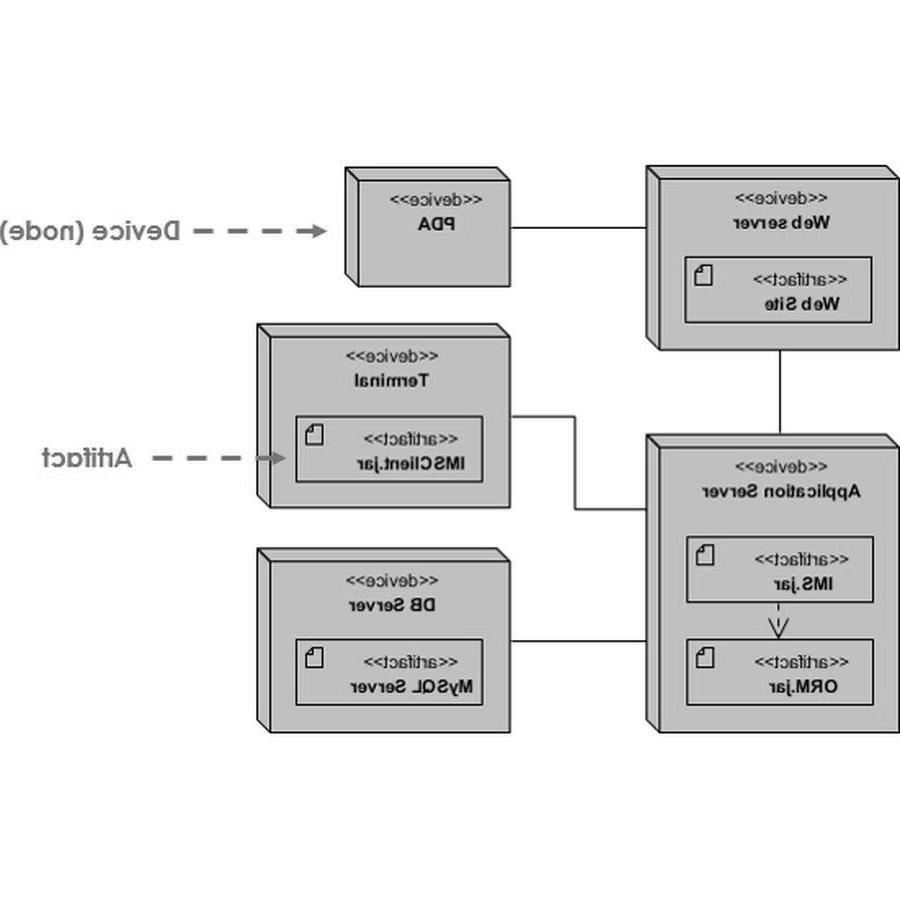 Device (node)
<<device>>
PDA
<<device>>
Web server
<<artifact>>
Web Site
<<device>>
Terminal
<<artifact>>
IMSClient.jar
Artifact
<<device>>
Application Server
<<artifact>>
IMS.jar
<<artifact>>
ORM.jar
<<device>>
DB Server
<<artifact>>
MySQL Server